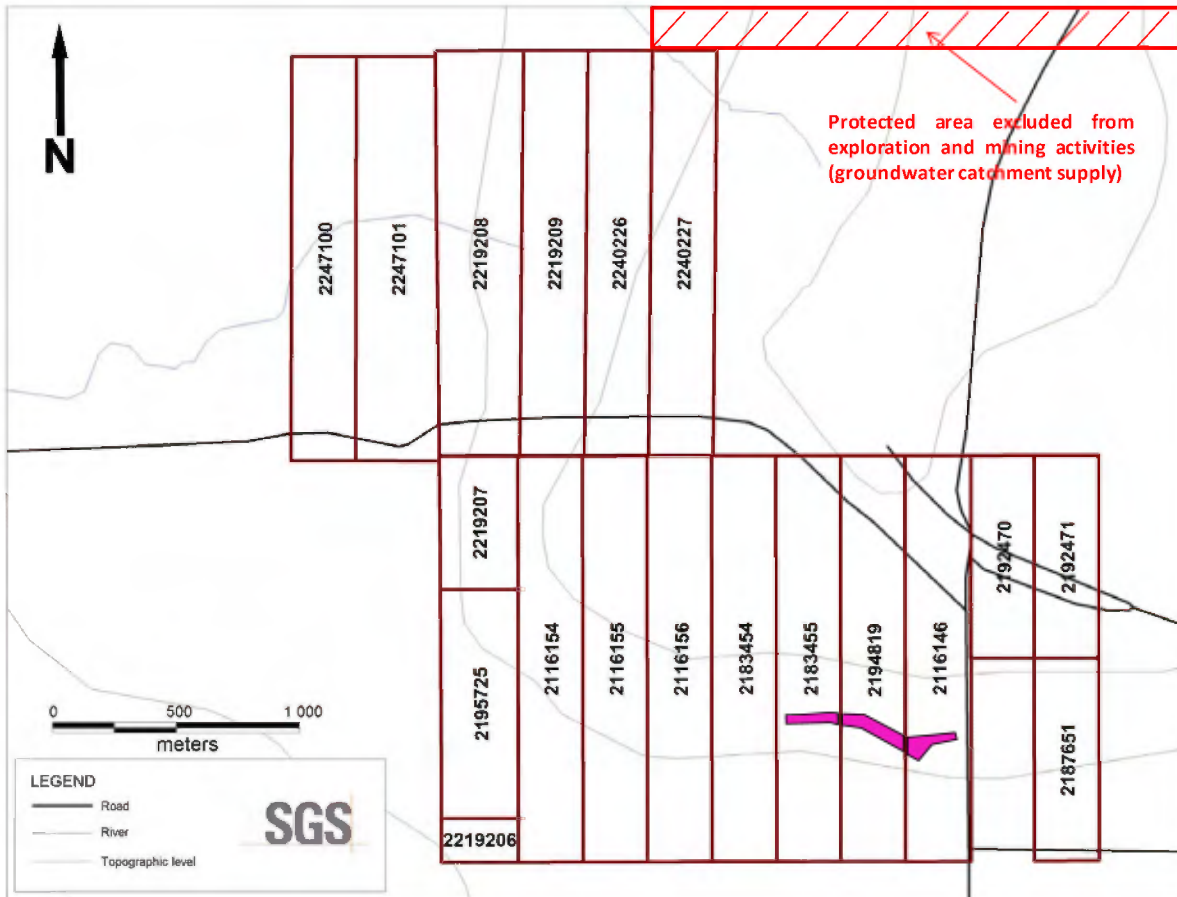 N
Protected area excluded from
exploration and mining activities
(groundwater catchment supply)
2247100
2247101
2219208
2219209
2240226
2240227
2219207
2195725
2219206
2116154
2116155
2116156
2183454
2183455
2194819
2116146
2192470
2192471
2187651
0 500 1 000
meters
LEGEND
Road
River
Topographic level
SGS